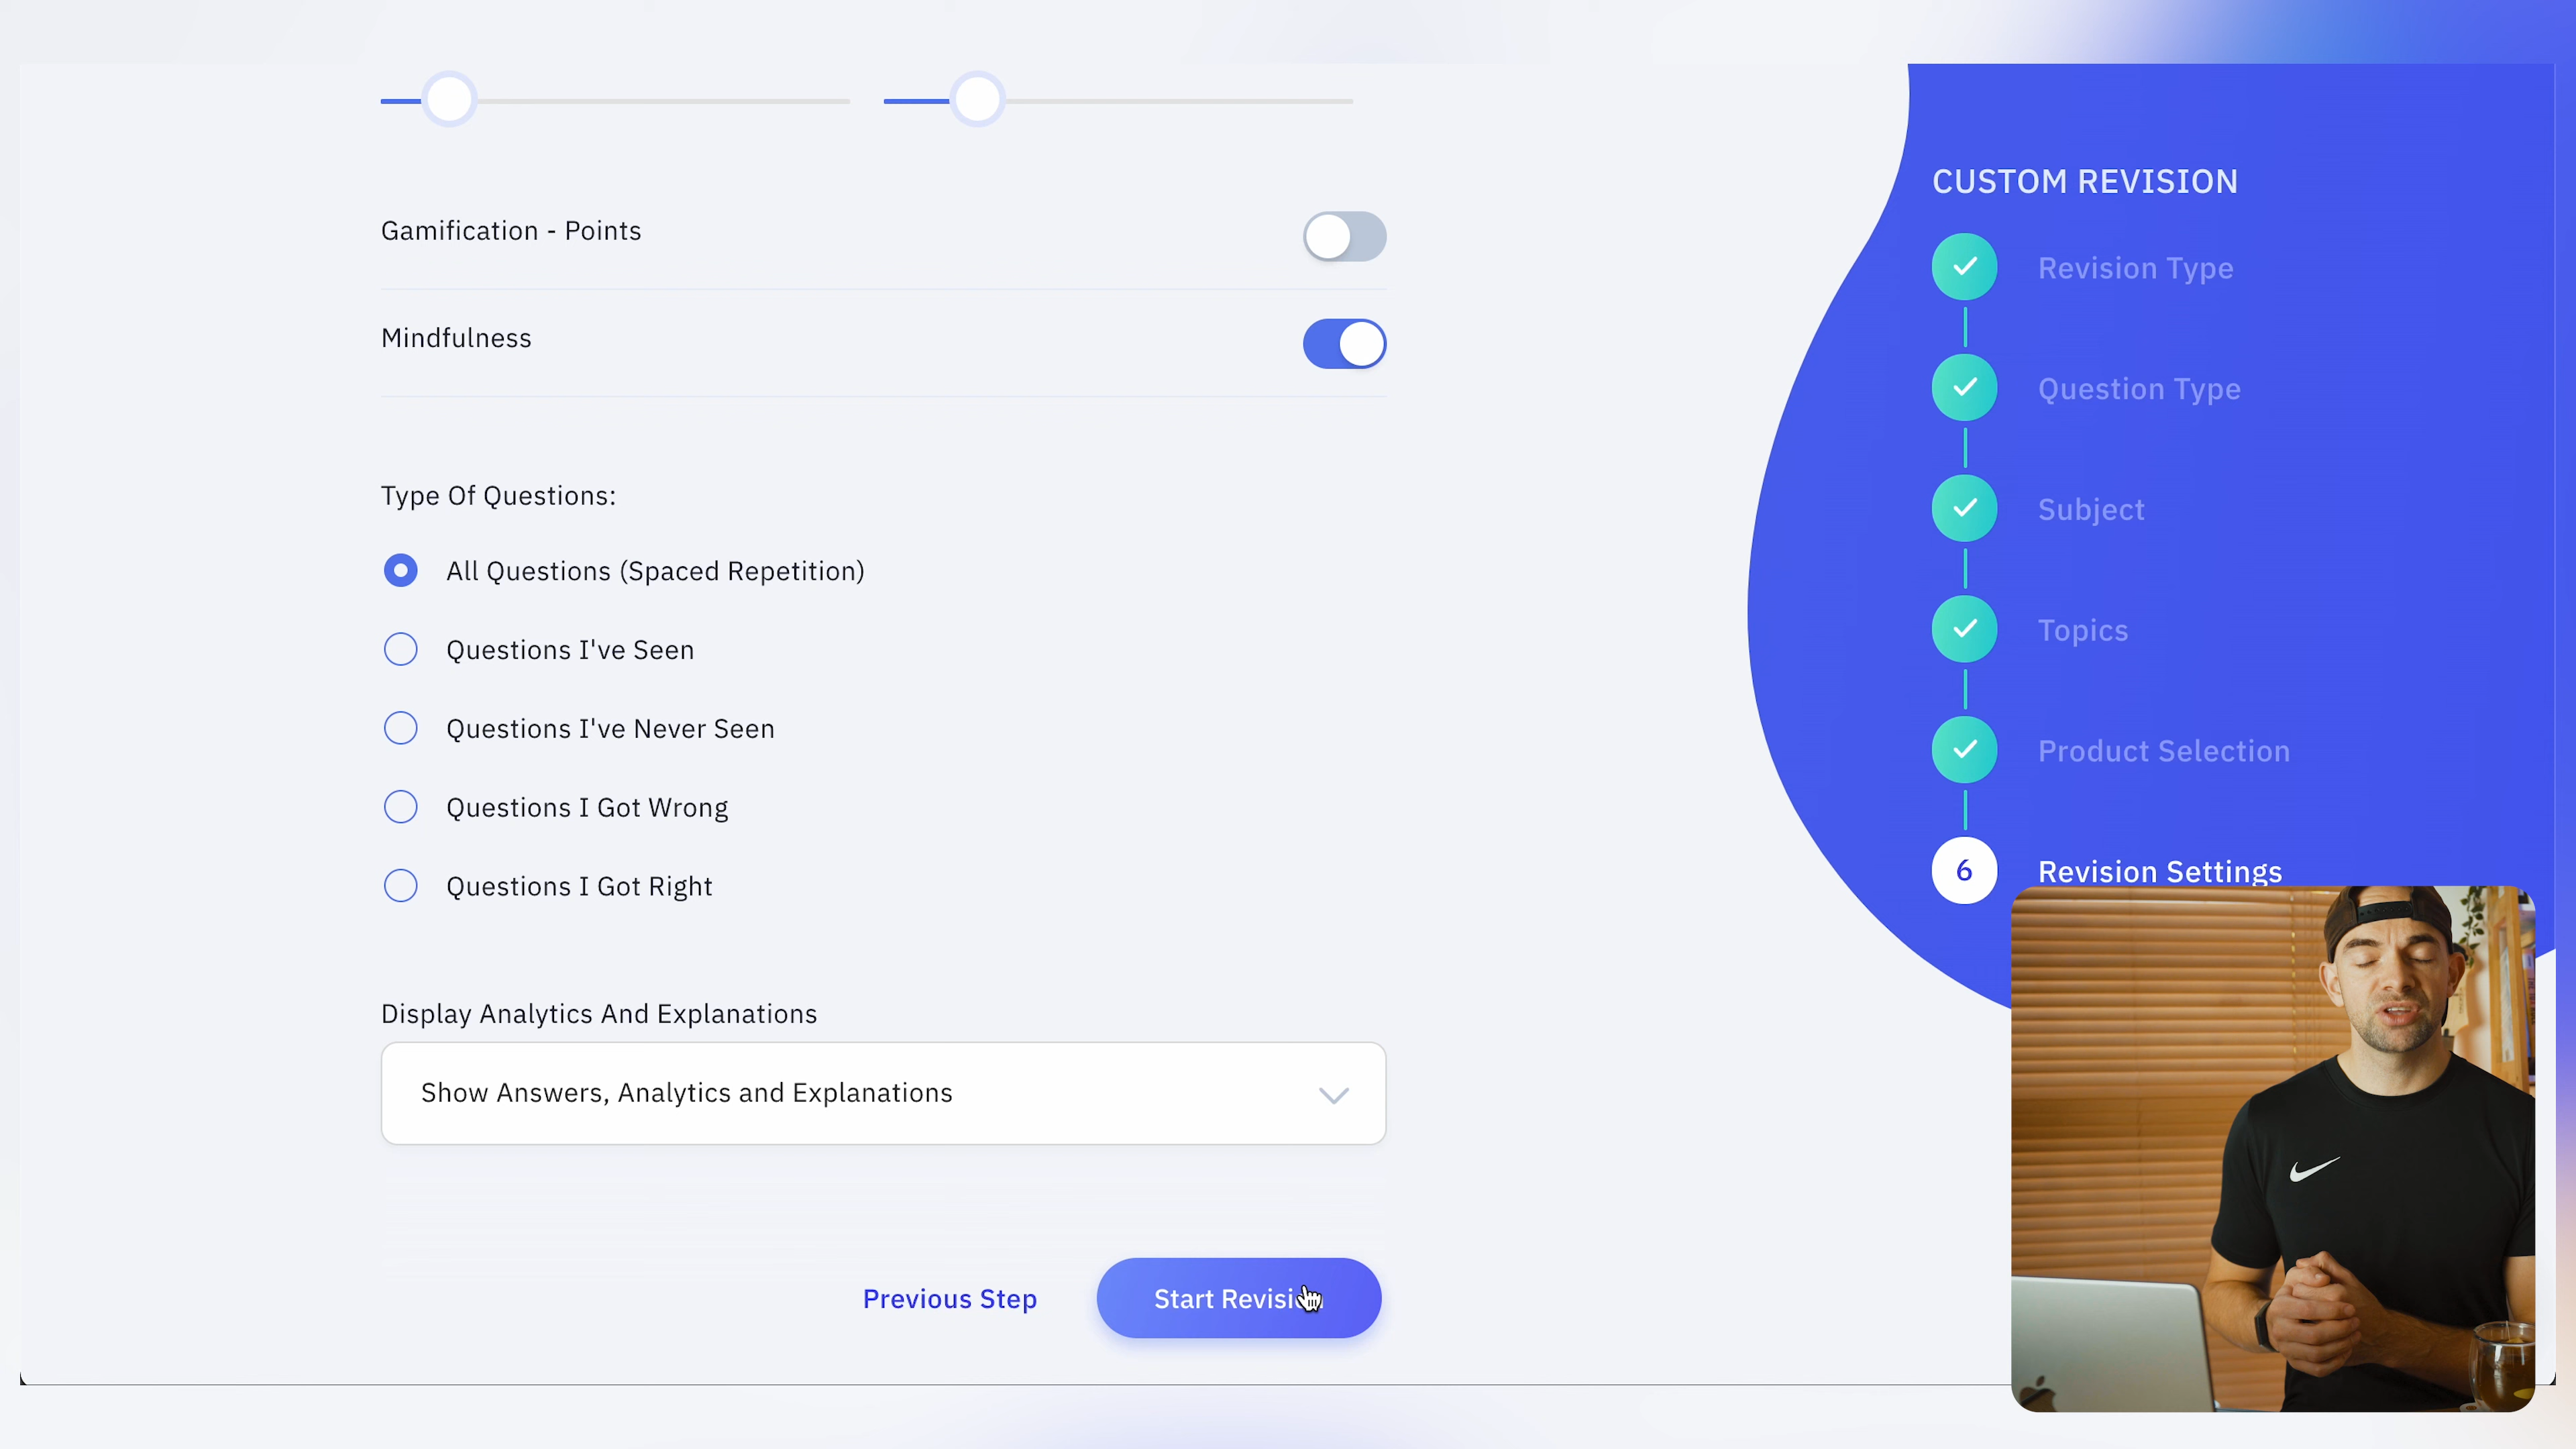 Gamification - Points
Mindfulness
Type Of Questions:
All Questions (Spaced Repetition)
Questions I've Seen
Questions I've Never Seen
Questions I Got Wrong
Questions I Got Right
Display Analytics And Explanations
Show Answers, Analytics and Explanations
Previous Step
Start Revision
CUSTOM REVISION
Revision Type
Question Type
Subject
Topics
Product Selection
6 Revision Settings